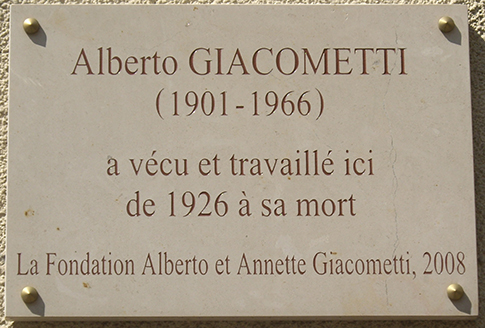 Alberto GIACOMETTI
(1901-1966)
a vécu et travaillé ici
de 1926 à sa mort
La Fondation Alberto et Annette Giacometti, 2008